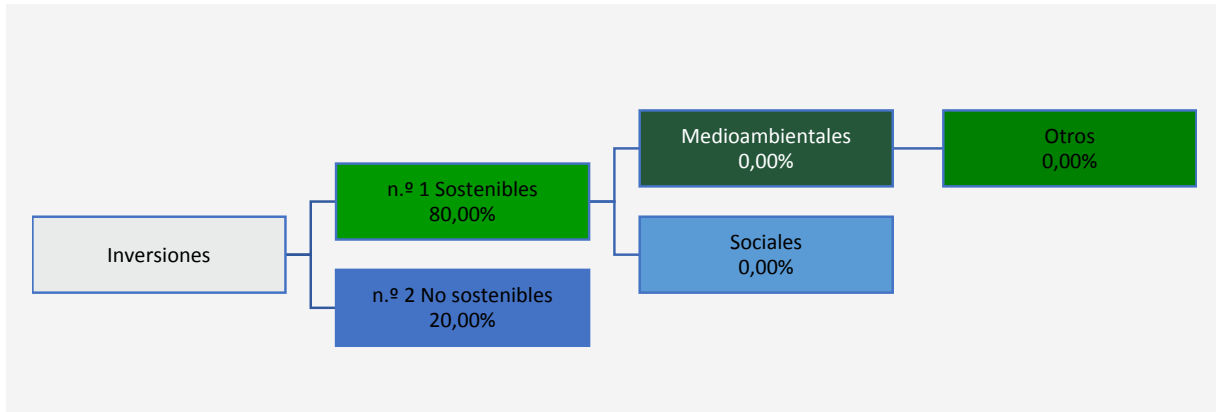 Inversiones
n.º 1 Sostenibles
80,00%
n.º 2 No sostenibles
20,00%
Medioambientales
0,00%
Sociales
0,00%
Otros
0,00%